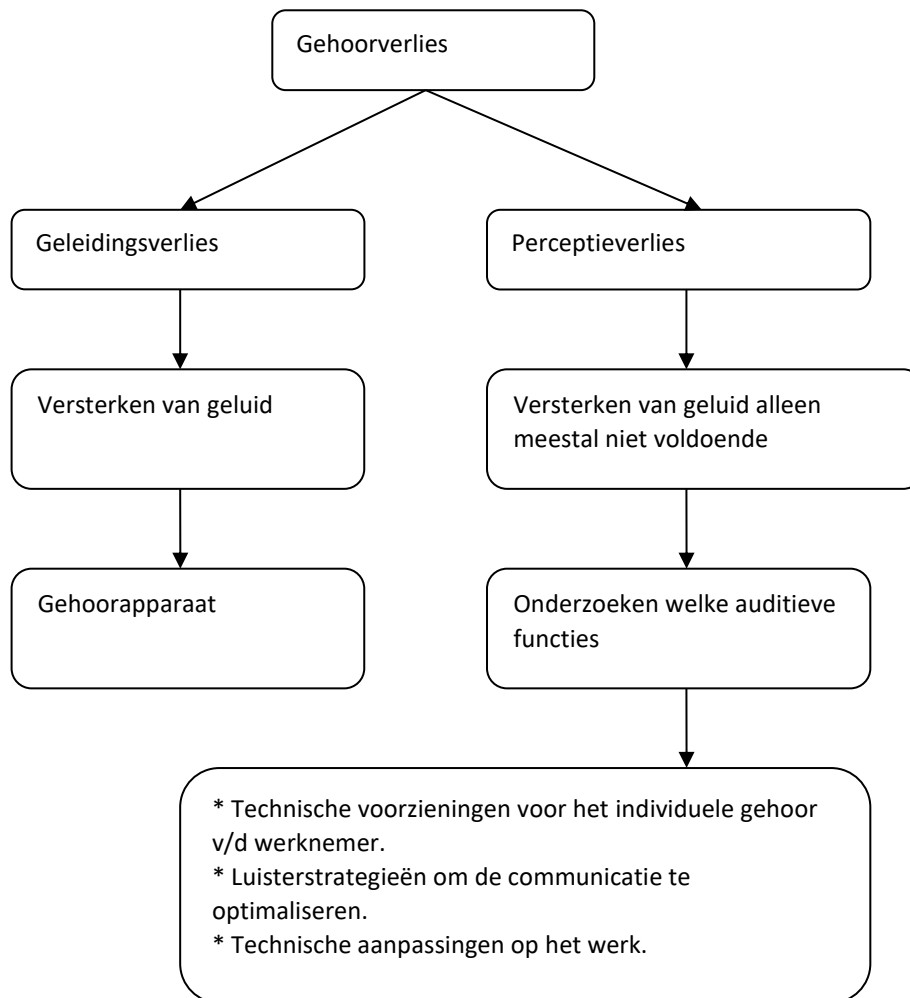 Gehoorverlies
Geleidingsverlies
Perceptieverlies
Versterken van geluid
Versterken van geluid alleen
meestal niet voldoende
Gehoorapparaat
Onderzoeken welke auditieve
functies
* Technische voorzieningen voor het individuele gehoor
v/d werknemer.
* Luisterstrategieën om de communicatie te
optimaliseren.
* Technische aanpassingen op het werk.